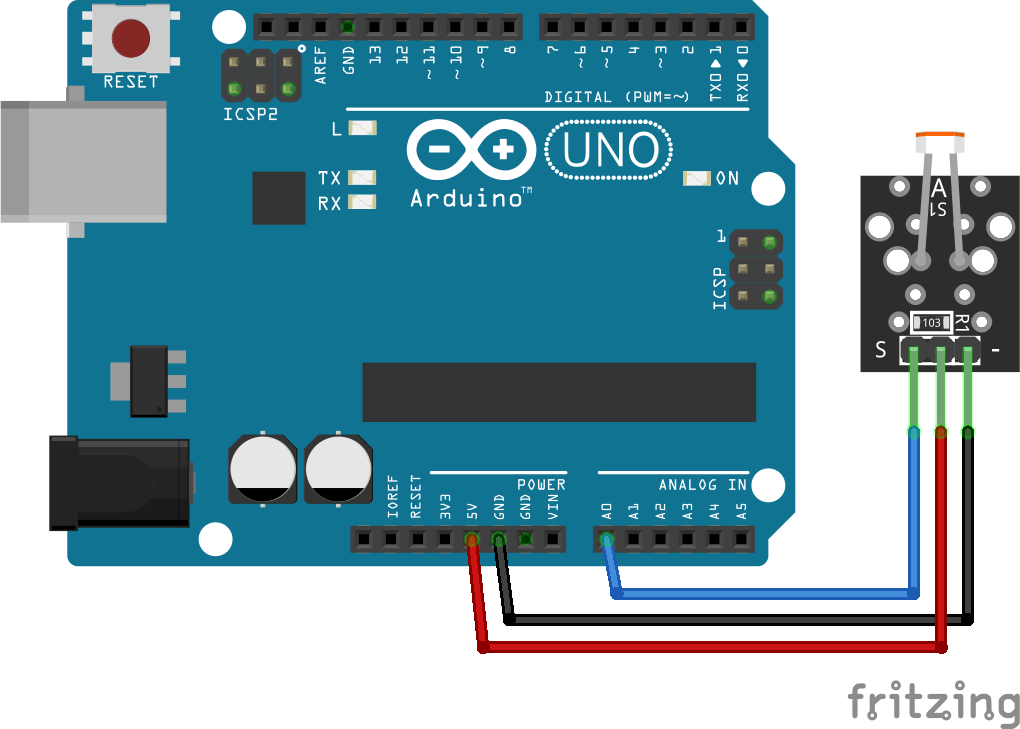 RESET
ICSP2
AREF
GND
13
12
~11
~10
~9
8
7
~6
~5
4
~3
2
TX0▶1
RX0◀0
DIGITAL (PWM=~)
L
TX
RX
Arduino™
UNO
ON
1
ICSP
A
S1
103
R1
S
-
POWER
ANALOG IN
IOREF
RESET
3V3
5V
GND
GND
VIN
A0
A1
A2
A3
A4
A5
fritzing